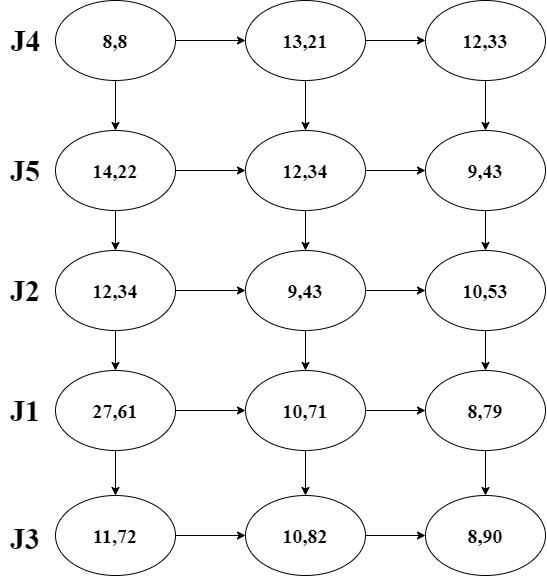 J4 8,8 13,21 12,33
J5 14,22 12,34 9,43
J2 12,34 9,43 10,53
J1 27,61 10,71 8,79
J3 11,72 10,82 8,90